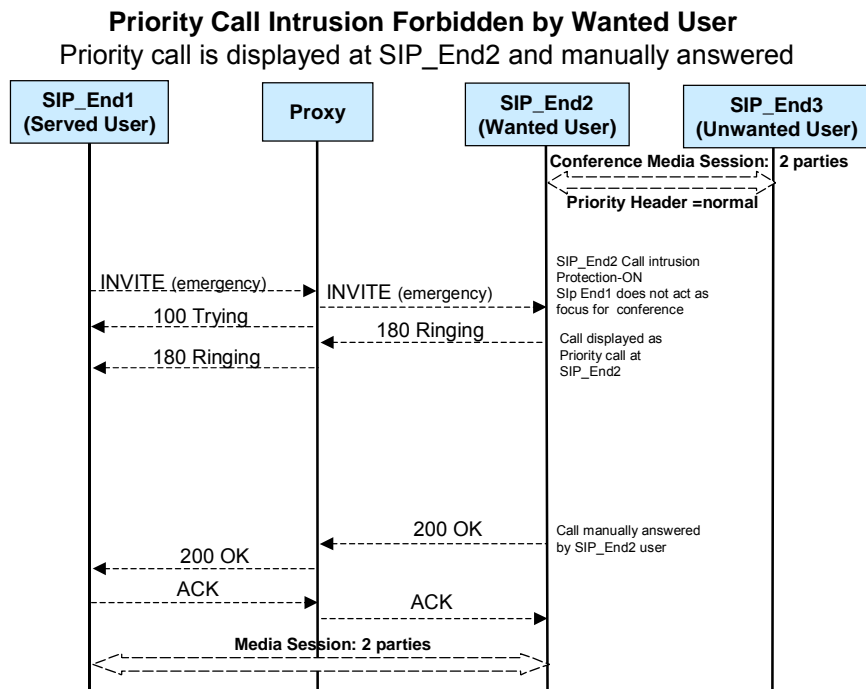 Priority Call Intrusion Forbidden by Wanted User
Priority call is displayed at SIP_End2 and manually answered
SIP_End1
(Served User)
Proxy
SIP_End2
(Wanted User)
SIP_End3
(Unwanted User)
Conference Media Session: 2 parties
Priority Header =normal
INVITE (emergency)
INVITE (emergency)
SIP_End2 Call intrusion
Protection-ON
SIp End1 does not act as
focus for conference
100 Trying
180 Ringing
Call displayed as
Priority call at
SIP_End2
180 Ringing
200 OK
Call manually answered
by SIP_End2 user
200 OK
ACK
ACK
Media Session: 2 parties